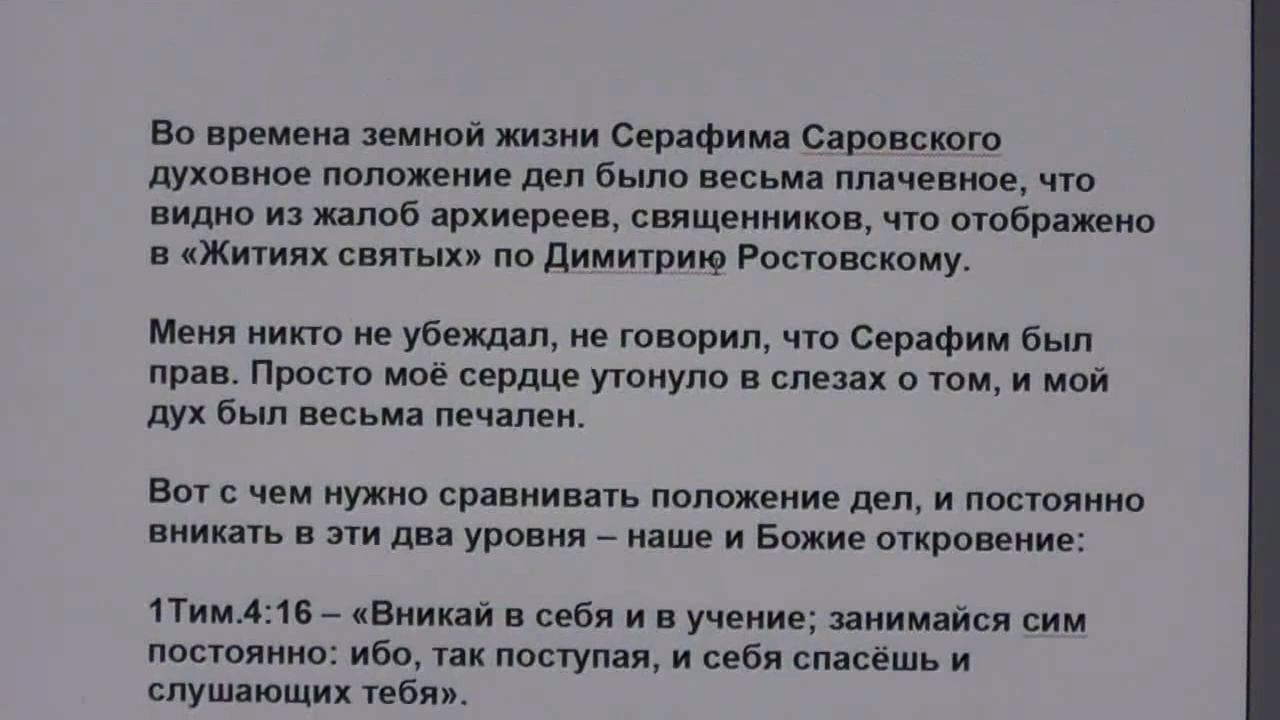 Во времена земной жизни Серафима Саровского
духовное положение дел было весьма плачевное, что
видно из жалоб архиереев, священников, что отображено
в «Житиях святых» по Димитрию Ростовскому.
Меня никто не убеждал, не говорил, что Серафим был
прав. Просто моё сердце утонуло в слезах о том, и мой
дух был весьма печален.
Вот с чем нужно сравнивать положение дел, и постоянно
вникать в эти два уровня – наше и Божие откровение:
1Тим.4:16 – «Вникай в себя и в учение; занимайся сим
постоянно: ибо, так поступая, и себя спасёшь и
слушающих тебя».